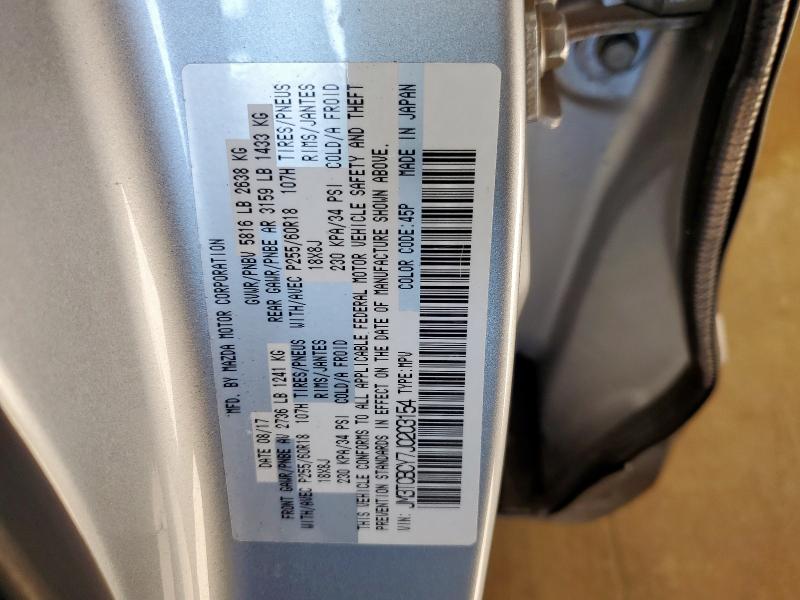 MFD. BY MAZDA MOTOR CORPORATION
DATE 08/17 GVWR/PNBV 5816 LB 2638 KG
FRONT GAWR/PNBE AV 2736 LB 1241 KG REAR GAWR/PNBE AR 3159 LB 1433 KG
WITH/AVEC P255/60R18 107H TIRES/PNEUS WITH/AVEC P255/60R18 107H TIRES/PNEUS
18X8J RIMS/JANTES 18X8J RIMS/JANTES
230 KPA/34 PSI COLD/A FROID 230 KPA/34 PSI COLD/A FROID
THIS VEHICLE CONFORMS TO ALL APPLICABLE FEDERAL MOTOR VEHICLE SAFETY AND THEFT
PREVENTION STANDARDS IN EFFECT ON THE DATE OF MANUFACTURE SHOWN ABOVE.
VIN: JM3TCBCY7J0203154 TYPE:MPV COLOR CODE:45P MADE IN JAPAN